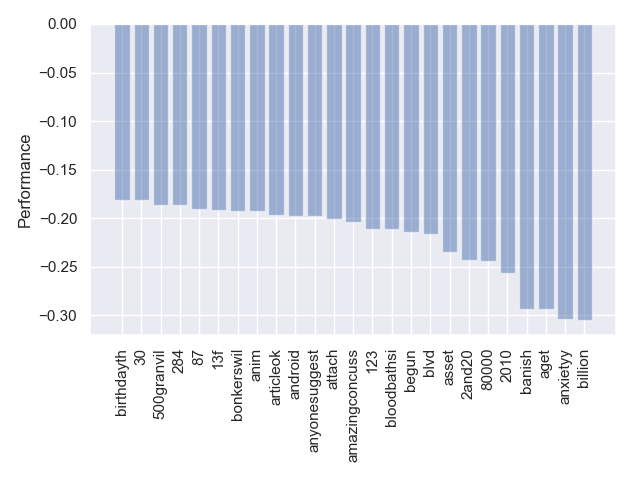 0.00
−0.05
−0.10
−0.15
−0.20
−0.25
−0.30
Performance
birthdayth
30
500granvil
284
87
13f
bonkerswil
anim
articleok
android
anyonesuggest
attach
amazingconcuss
123
bloodbathsi
begun
blvd
asset
2and20
80000
2010
banish
aget
anxietyy
billion